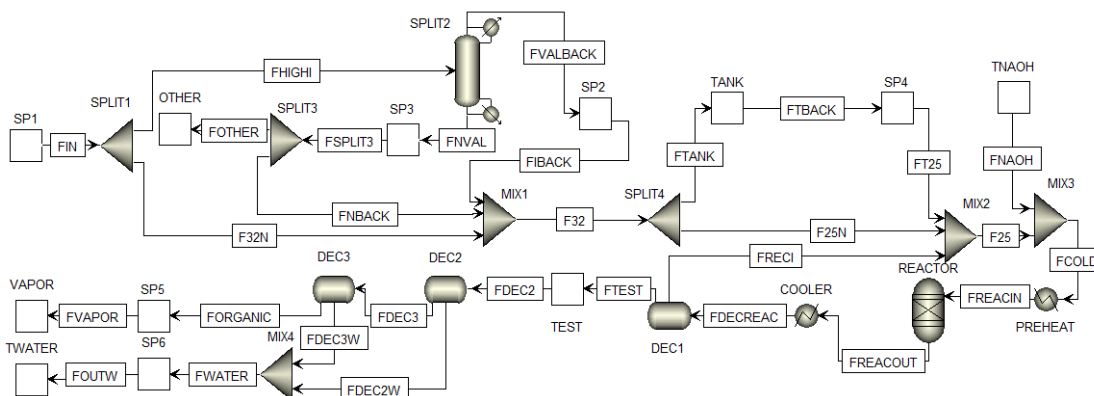 SPLIT2
FVALBACK
FHIGHI
SPLIT1
OTHER
SPLIT3
SP3
SP2
TANK
SP4
TNAOH
SP1
FIN
FOTHER
FSPLIT3
FNVAL
FTBACK
FIBACK
FTANK
FT25
FNAOH
MIX1
SPLIT4
MIX2
MIX3
FNBACK
F32
F32N
F25N
F25
FRECI
FCOLD
DEC3
DEC2
REACTOR
VAPOR
SP5
FDEC2
FTEST
COOLER
FREACIN
FVAPOR
FORGANIC
FDEC3
FDECREAC
PREHEAT
TWATER
SP6
MIX4
FDEC3W
TEST
DEC1
FREACOUT
FOUTW
FWATER
FDEC2W